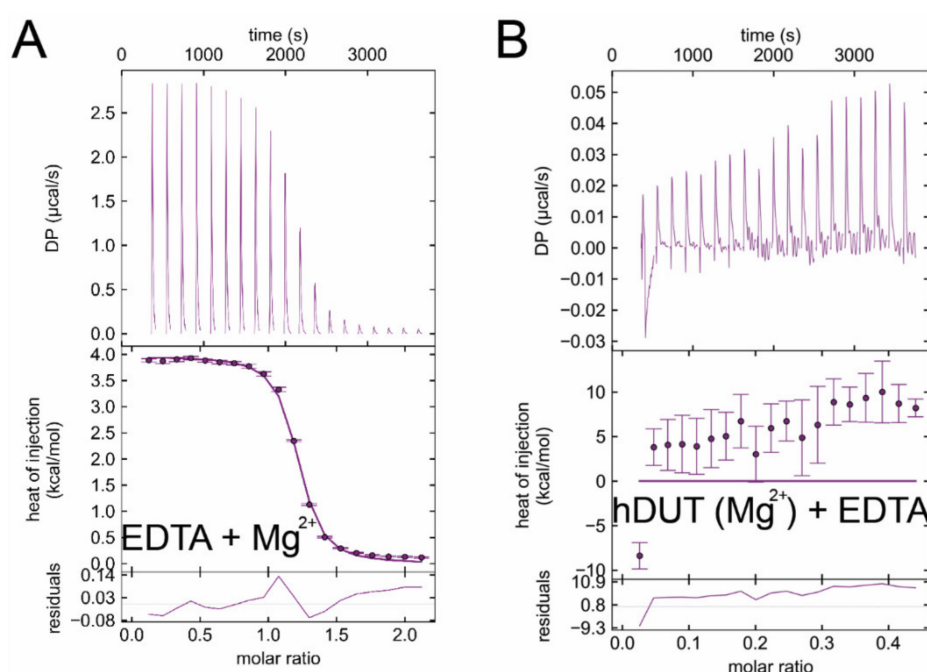 A
time (s)
0 1000 2000 3000
DP (µcal/s)
2.5
2.0
1.5
1.0
0.5
0.0
heat of injection
(kcal/mol)
4.0
3.5
3.0
2.5
2.0
1.5
1.0
0.5
0.0
EDTA + Mg²⁺
residuals
0.14
0.03
-0.08
0.0 0.5 1.0 1.5 2.0
molar ratio
B
time (s)
0 1000 2000 3000
DP (µcal/s)
0.05
0.04
0.03
0.02
0.01
0.00
−0.01
−0.02
−0.03
heat of injection
(kcal/mol)
10
5
0
−5
−10
hDUT (Mg²⁺) + EDTA
residuals
10.9
0.8
−9.3
0.0 0.1 0.2 0.3 0.4
molar ratio